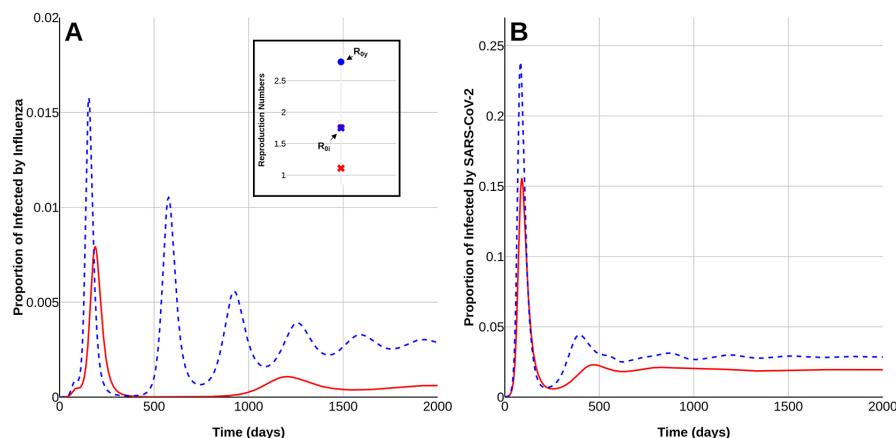 A
0.02
0.015
0.01
0.005
0
0
500
1000
1500
2000
Proportion of Infected by Influenza
Time (days)
Reproduction Numbers
2.5
2
1.5
1
R0y
R0i
B
0.25
0.2
0.15
0.1
0.05
0
0
500
1000
1500
2000
Proportion of Infected by SARS-CoV-2
Time (days)